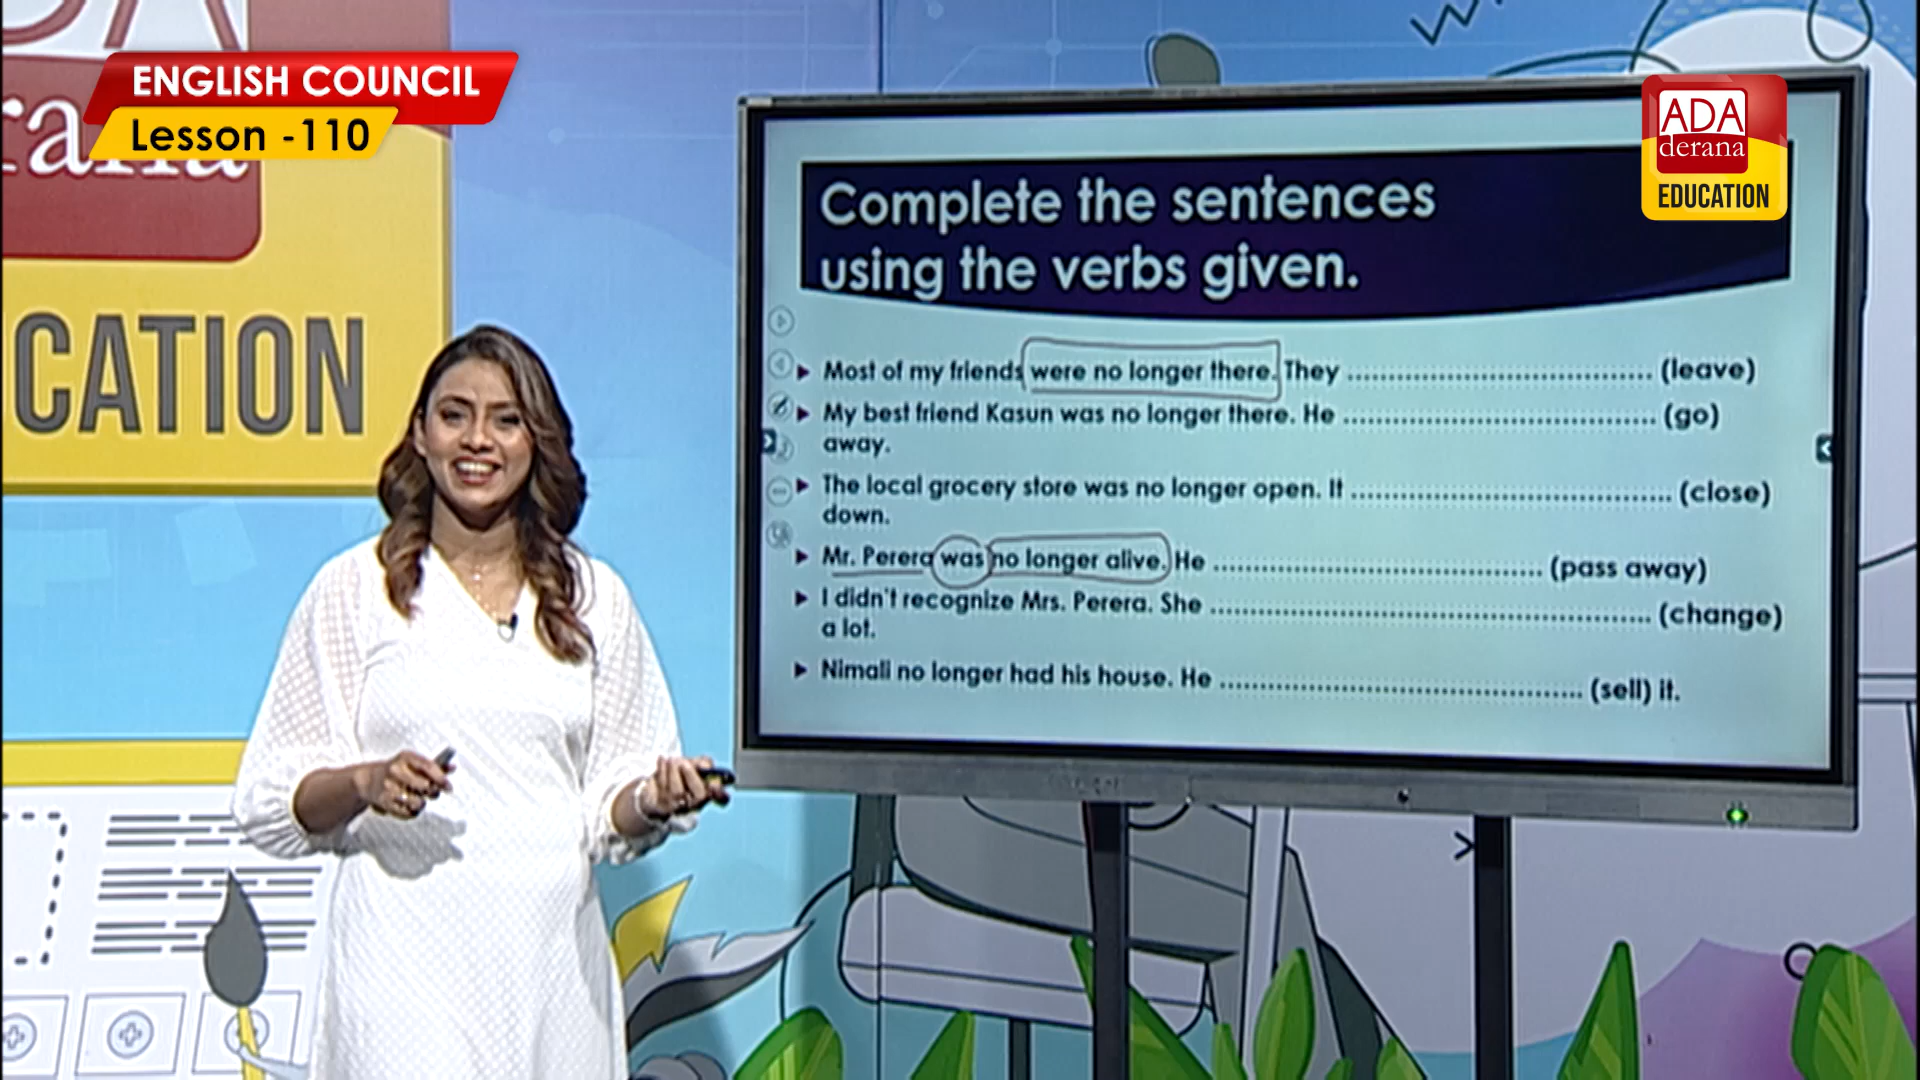 ENGLISH COUNCIL
Lesson -110
CATION
ADA
derana
EDUCATION
Complete the sentences
using the verbs given.
Most of my friends were no longer there. They .......................................... (leave)
My best friend Kasun was no longer there. He .......................................... (go)
away.
The local grocery store was no longer open. It .......................................... (close)
down.
Mr. Perera was no longer alive. He .......................................... (pass away)
I didn't recognize Mrs. Perera. She .......................................... (change)
a lot.
Nimali no longer had his house. He .......................................... (sell) it.